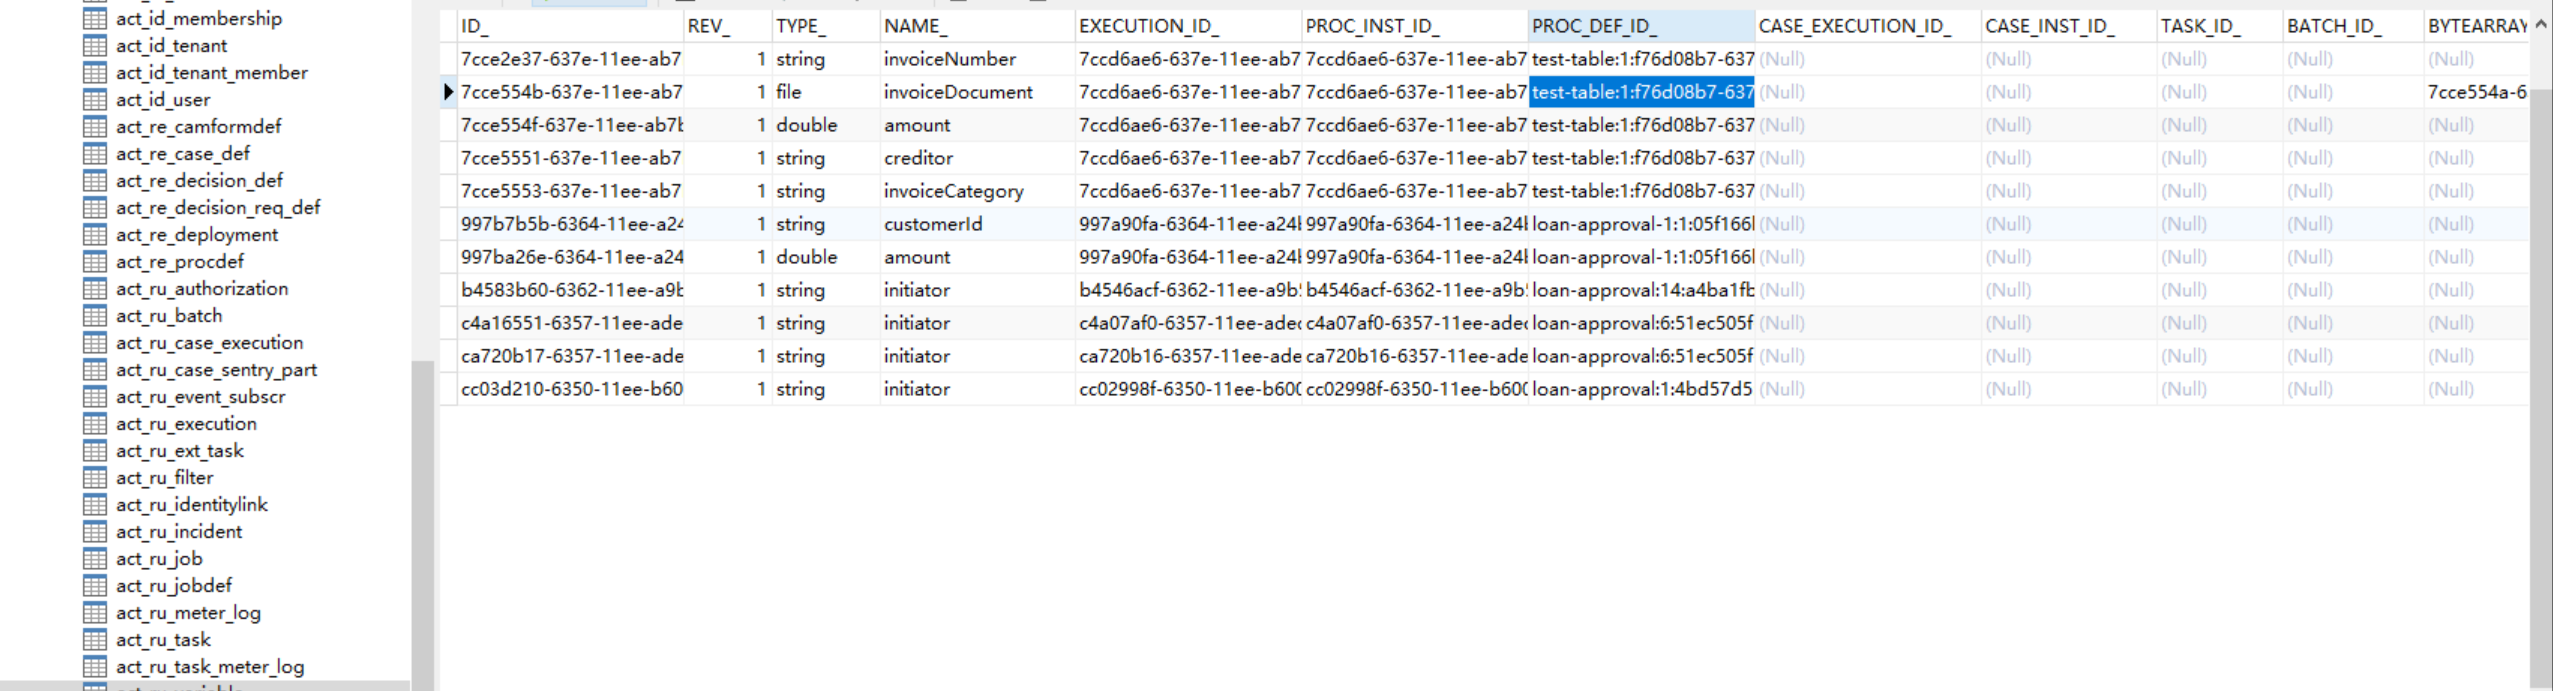 act_id_membership
act_id_tenant
act_id_tenant_member
act_id_user
act_re_camformdef
act_re_case_def
act_re_decision_def
act_re_decision_req_def
act_re_deployment
act_re_procdef
act_ru_authorization
act_ru_batch
act_ru_case_execution
act_ru_case_sentry_part
act_ru_event_subscr
act_ru_execution
act_ru_ext_task
act_ru_filter
act_ru_identitylink
act_ru_incident
act_ru_job
act_ru_jobdef
act_ru_meter_log
act_ru_task
act_ru_task_meter_log
ID_ REV_ TYPE_ NAME_ EXECUTION_ID_ PROC_INST_ID_ PROC_DEF_ID_ CASE_EXECUTION_ID_ CASE_INST_ID_ TASK_ID_ BATCH_ID_ BYTEARRAY
7cce2e37-637e-11ee-ab7 1 string invoiceNumber 7ccd6ae6-637e-11ee-ab7 7ccd6ae6-637e-11ee-ab7 test-table:1:f76d08b7-637 (Null) (Null) (Null) (Null) (Null)
7cce554b-637e-11ee-ab7 1 file invoiceDocument 7ccd6ae6-637e-11ee-ab7 7ccd6ae6-637e-11ee-ab7 test-table:1:f76d08b7-637 (Null) (Null) (Null) (Null) 7cce554a-6
7cce554f-637e-11ee-ab7b 1 double amount 7ccd6ae6-637e-11ee-ab7 7ccd6ae6-637e-11ee-ab7 test-table:1:f76d08b7-637 (Null) (Null) (Null) (Null) (Null)
7cce5551-637e-11ee-ab7 1 string creditor 7ccd6ae6-637e-11ee-ab7 7ccd6ae6-637e-11ee-ab7 test-table:1:f76d08b7-637 (Null) (Null) (Null) (Null) (Null)
7cce5553-637e-11ee-ab7 1 string invoiceCategory 7ccd6ae6-637e-11ee-ab7 7ccd6ae6-637e-11ee-ab7 test-table:1:f76d08b7-637 (Null) (Null) (Null) (Null) (Null)
997b7b5b-6364-11ee-a24 1 string customerId 997a90fa-6364-11ee-a24 997a90fa-6364-11ee-a24 loan-approval-1:1:05f166 (Null) (Null) (Null) (Null) (Null)
997ba26e-6364-11ee-a24 1 double amount 997a90fa-6364-11ee-a24 997a90fa-6364-11ee-a24 loan-approval-1:1:05f166 (Null) (Null) (Null) (Null) (Null)
b4583b60-6362-11ee-a9b 1 string initiator b4546acf-6362-11ee-a9b b4546acf-6362-11ee-a9b loan-approval:14:a4ba1fb (Null) (Null) (Null) (Null) (Null)
c4a16551-6357-11ee-ade 1 string initiator c4a07af0-6357-11ee-adec c4a07af0-6357-11ee-adec loan-approval:6:51ec505f (Null) (Null) (Null) (Null) (Null)
ca720b17-6357-11ee-ade 1 string initiator ca720b16-6357-11ee-ade ca720b16-6357-11ee-ade loan-approval:6:51ec505f (Null) (Null) (Null) (Null) (Null)
cc03d210-6350-11ee-b60 1 string initiator cc02998f-6350-11ee-b600 cc02998f-6350-11ee-b600 loan-approval:1:4bd57d5 (Null) (Null) (Null) (Null) (Null)